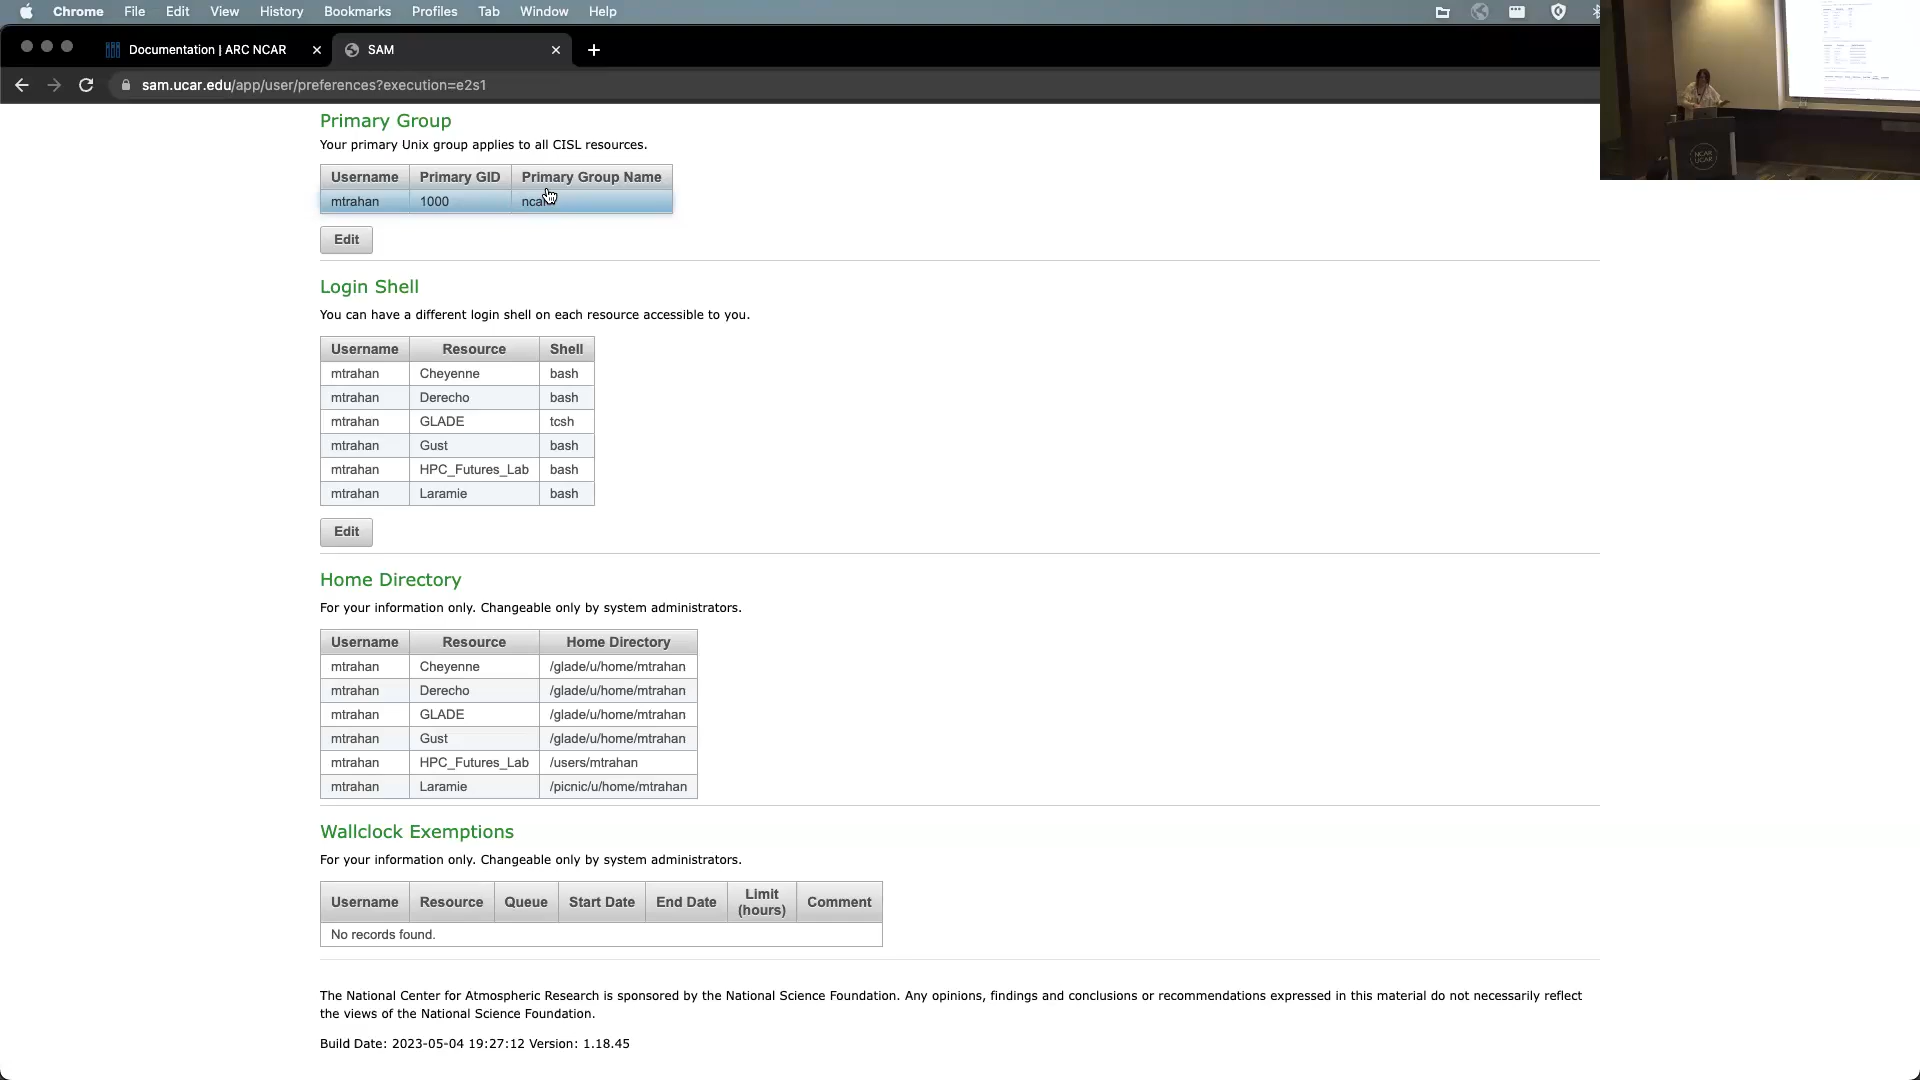 Chrome File Edit View History Bookmarks Profiles Tab Window Help
Documentation | ARC NCAR SAM
sam.ucar.edu/app/user/preferences?execution=e2s1
Primary Group
Your primary Unix group applies to all CISL resources.
Username Primary GID Primary Group Name
mtrahan 1000
Edit
Login Shell
You can have a different login shell on each resource accessible to you.
Username Resource Shell
mtrahan Cheyenne bash
mtrahan Derecho bash
mtrahan GLADE tcsh
mtrahan Gust bash
mtrahan HPC_Futures_Lab bash
mtrahan Laramie bash
Edit
Home Directory
For your information only. Changeable only by system administrators.
Username Resource Home Directory
mtrahan Cheyenne /glade/u/home/mtrahan
mtrahan Derecho /glade/u/home/mtrahan
mtrahan GLADE /glade/u/home/mtrahan
mtrahan Gust /glade/u/home/mtrahan
mtrahan HPC_Futures_Lab /users/mtrahan
mtrahan Laramie /picnic/u/home/mtrahan
Wallclock Exemptions
For your information only. Changeable only by system administrators.
Username Resource Queue Start Date End Date Limit (hours) Comment
No records found.
The National Center for Atmospheric Research is sponsored by the National Science Foundation. Any opinions, findings and conclusions or recommendations expressed in this material do not necessarily reflect
the views of the National Science Foundation.
Build Date: 2023-05-04 19:27:12 Version: 1.18.45
NCAR
UCAR